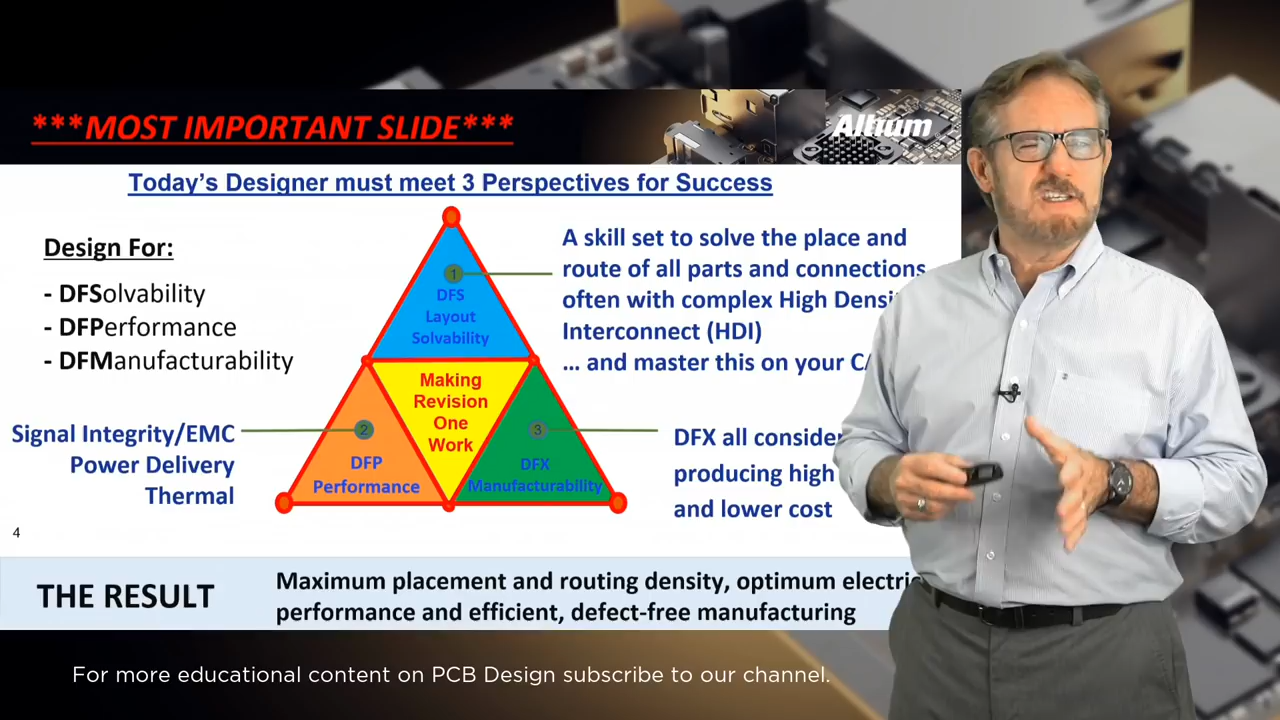 ***MOST IMPORTANT SLIDE***
Altium
Today's Designer must meet 3 Perspectives for Success
Design For:
- DFSolvability
- DFPerformance
- DFManufacturability
1
DFS
Layout
Solvability
A skill set to solve the place and
route of all parts and connections
often with complex High
Interconnect (HDI)
... and master this on your
Making
Revision
One
Work
Signal Integrity/EMC
Power Delivery
Thermal
2
DFP
Performance
3
DFX
Manufacturability
DFX all
producing high
and lower cost
4
THE RESULT
Maximum placement and routing density, optimum
performance and efficient, defect-free manufacturing
For more educational content on PCB Design subscribe to our channel.